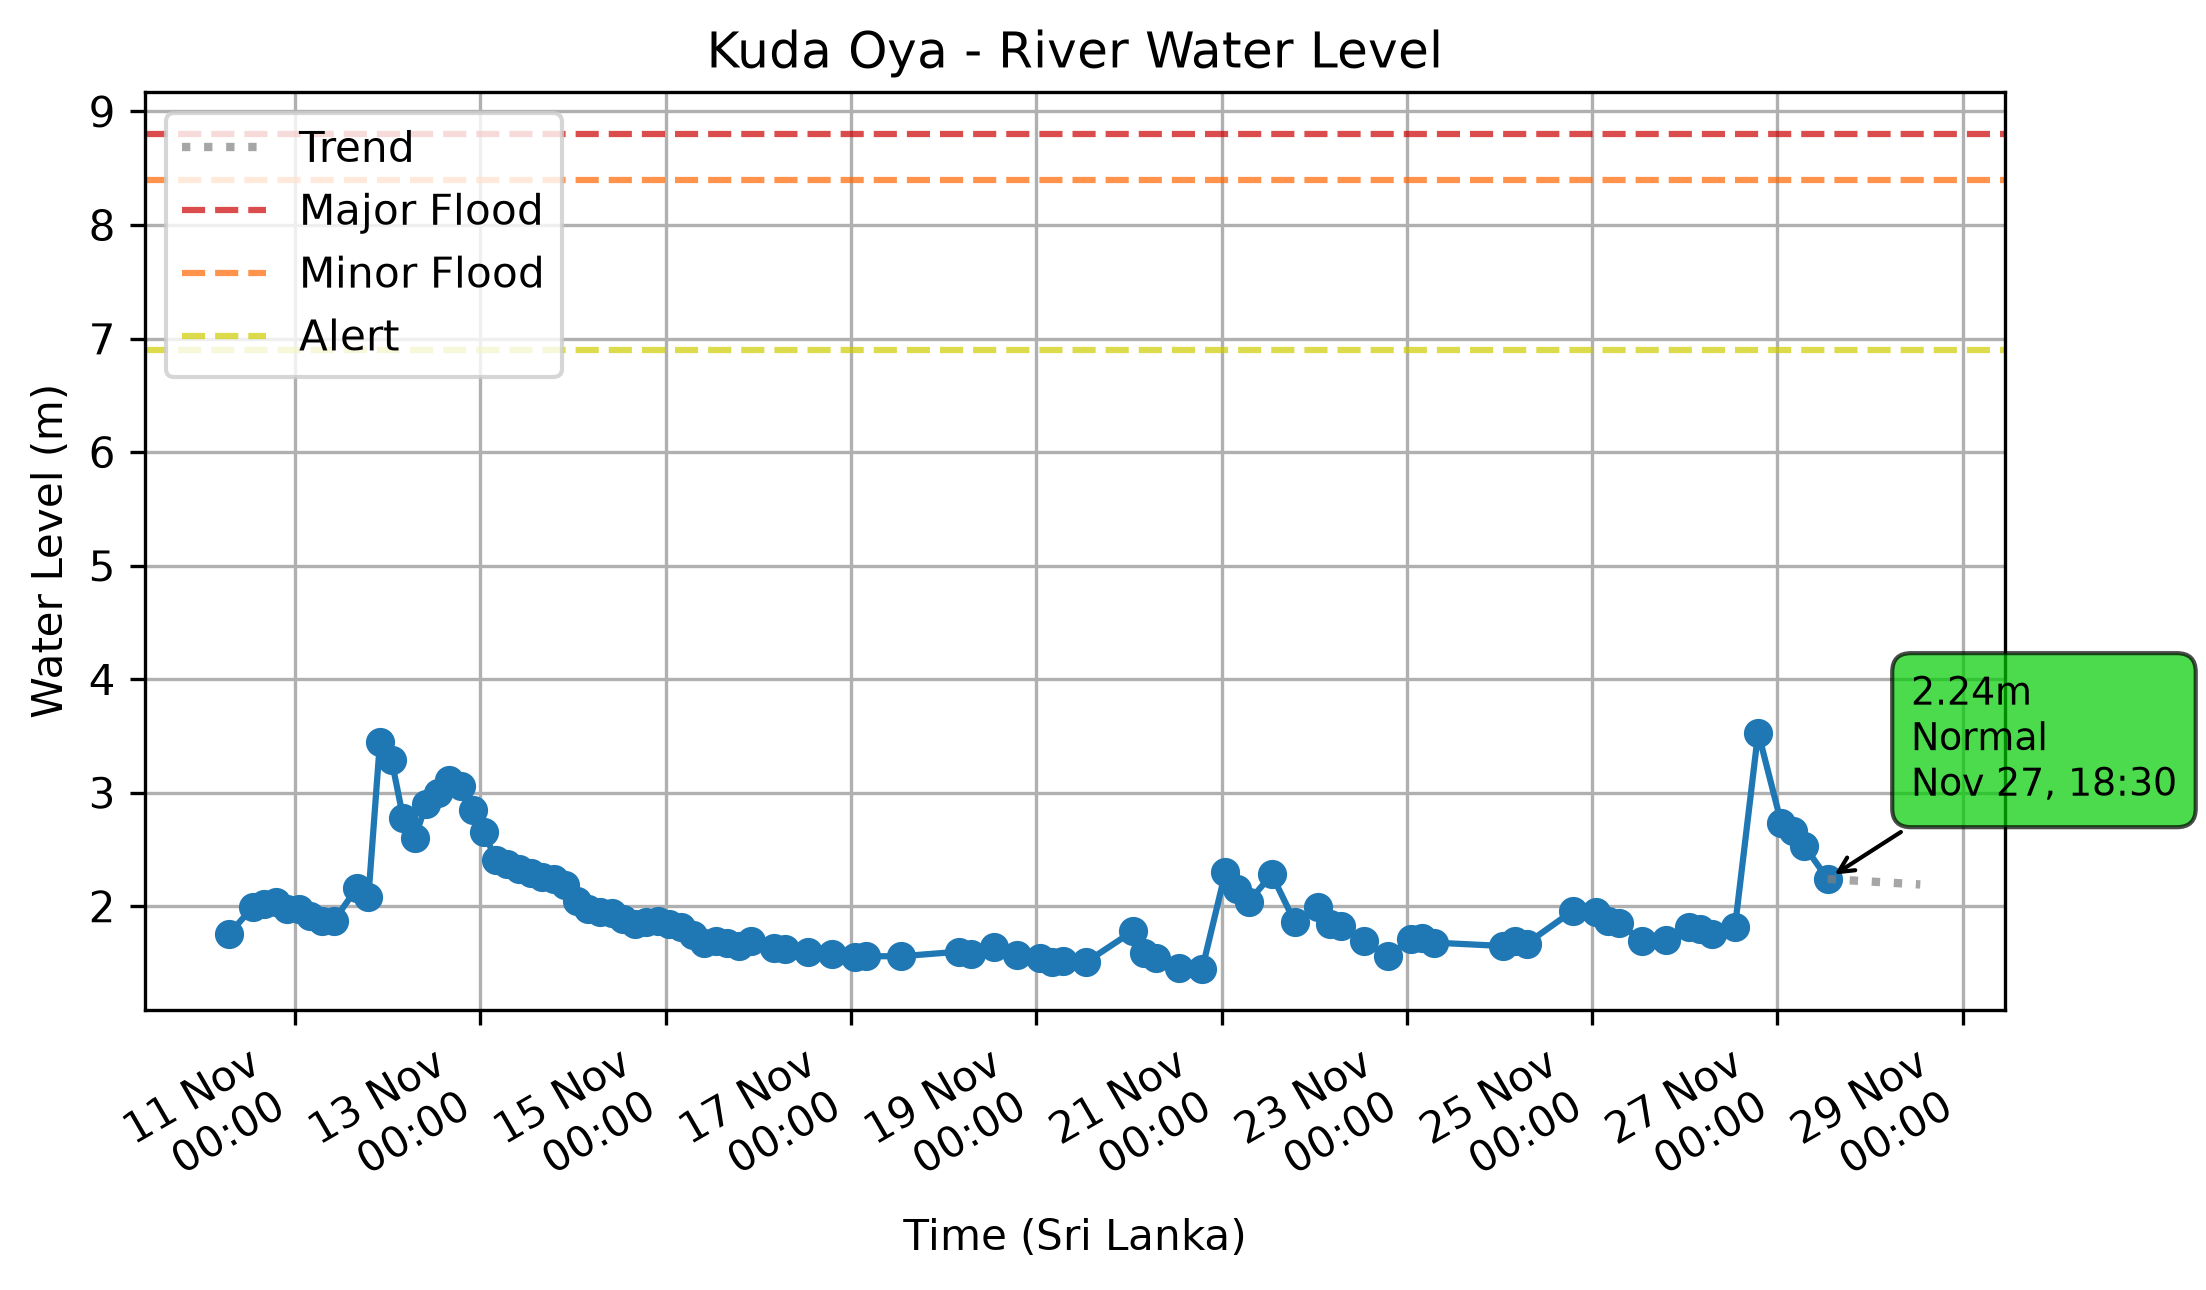 Kuda Oya - River Water Level
9
8
7
6
5
4
3
2
Water Level (m)
Trend
Major Flood
Minor Flood
Alert
2.24m
Normal
Nov 27, 18:30
11 Nov
00:00
13 Nov
00:00
15 Nov
00:00
17 Nov
00:00
19 Nov
00:00
21 Nov
00:00
23 Nov
00:00
25 Nov
00:00
27 Nov
00:00
29 Nov
00:00
Time (Sri Lanka)